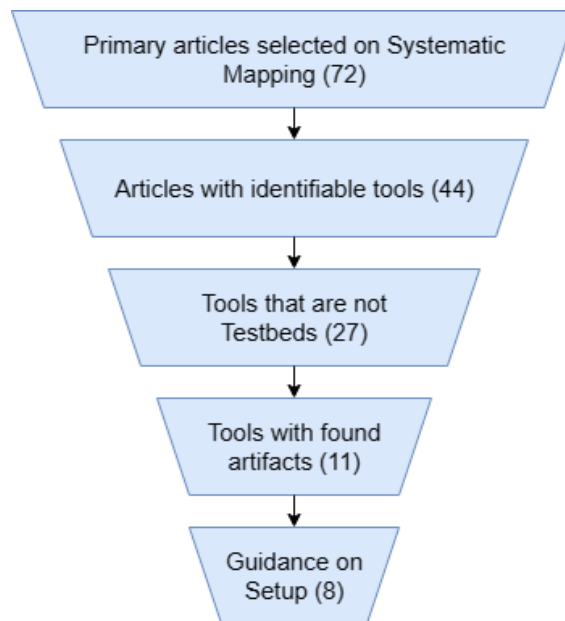 Primary articles selected on Systematic
Mapping (72)
Articles with identifiable tools (44)
Tools that are not
Testbeds (27)
Tools with found
artifacts (11)
Guidance on
Setup (8)